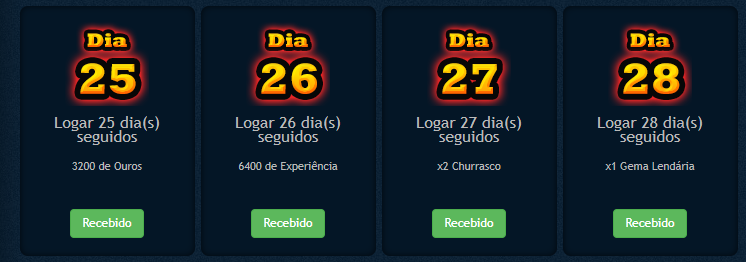 Dia
25
Logar 25 dia(s)
seguidos
3200 de Ouros
Recebido
Dia
26
Logar 26 dia(s)
seguidos
6400 de Experiência
Recebido
Dia
27
Logar 27 dia(s)
seguidos
x2 Churrasco
Recebido
Dia
28
Logar 28 dia(s)
seguidos
x1 Gema Lendária
Recebido